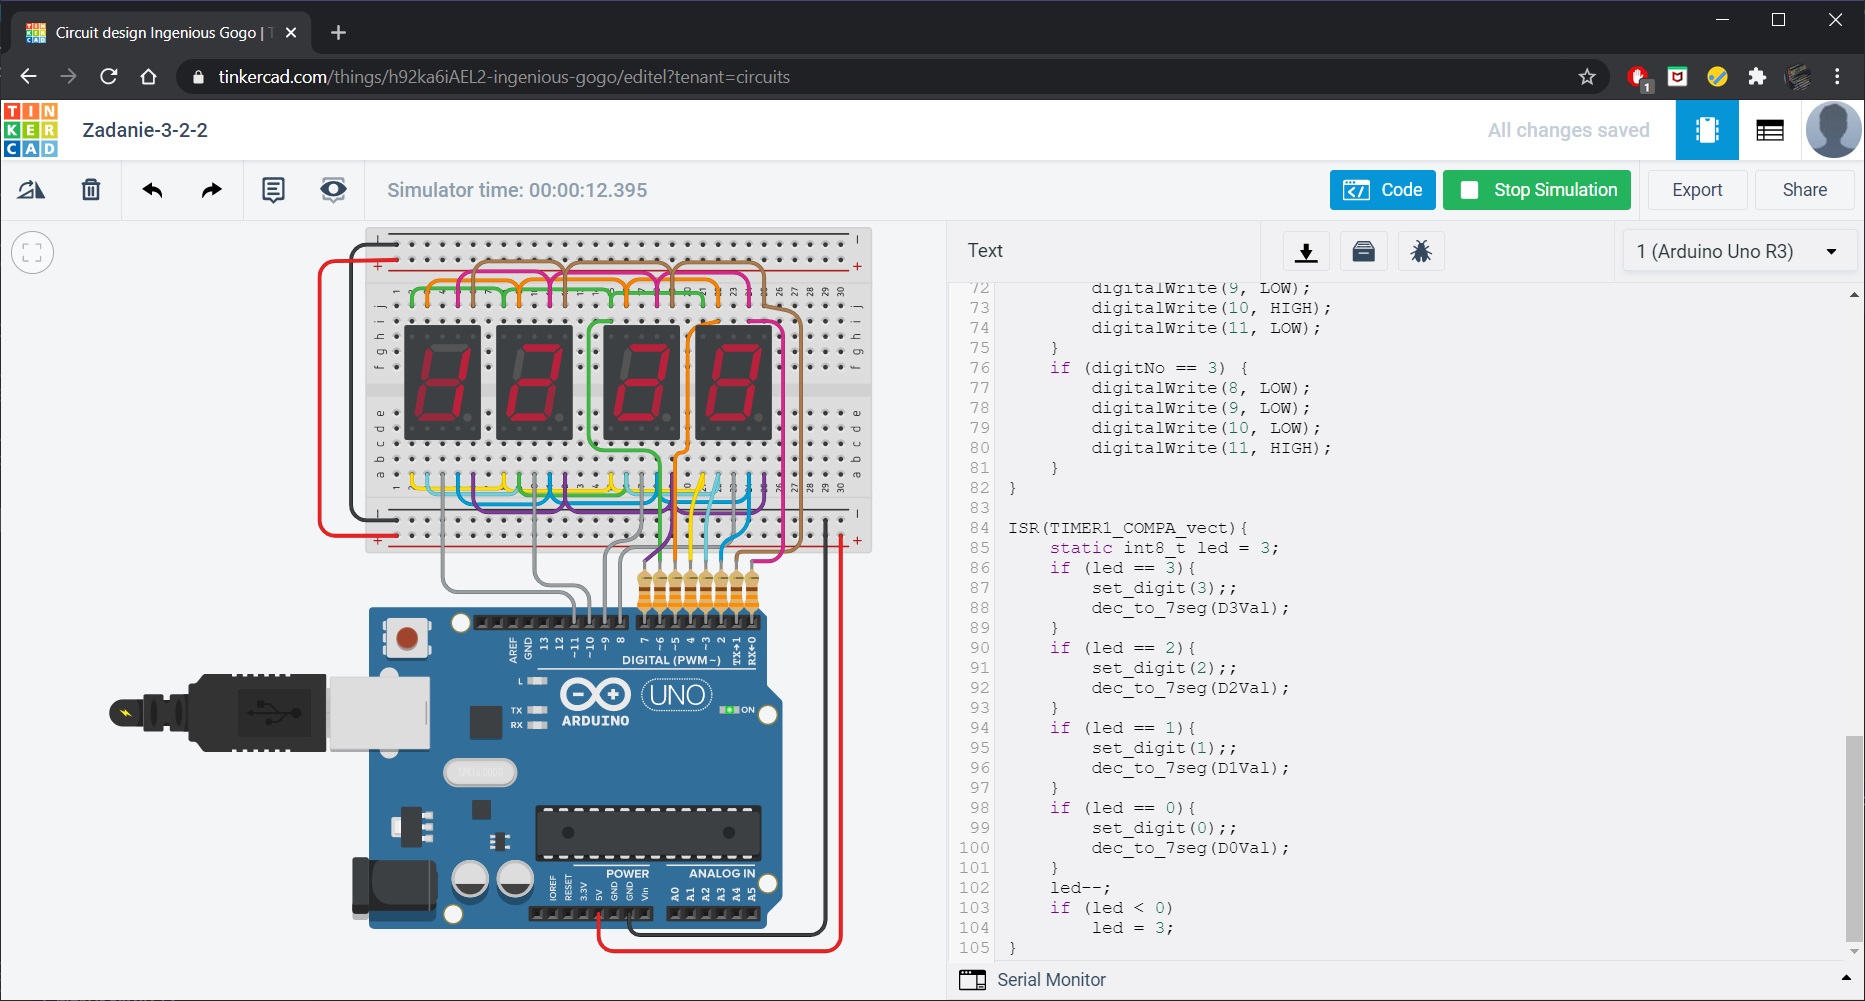 Circuit design Ingenious Gogo | T
tinkercad.com/things/h92ka6iAEL2-ingenious-gogo/editel?tenant=circuits
1
TIN
KER
CAD
Zadanie-3-2-2
All changes saved
Simulator time: 00:00:12.395
Code
Stop Simulation
Export
Share
Text
1 (Arduino Uno R3)
72 digitalWrite(9, LOW);
73 digitalWrite(10, HIGH);
74 digitalWrite(11, LOW);
75 }
76 if (digitNo == 3) {
77 digitalWrite(8, LOW);
78 digitalWrite(9, LOW);
79 digitalWrite(10, LOW);
80 digitalWrite(11, HIGH);
81 }
82 }
83
84 ISR(TIMER1_COMPA_vect){
85 static int8_t led = 3;
86 if (led == 3){
87 set_digit(3);;
88 dec_to_7seg(D3Val);
89 }
90 if (led == 2){
91 set_digit(2);;
92 dec_to_7seg(D2Val);
93 }
94 if (led == 1){
95 set_digit(1);;
96 dec_to_7seg(D1Val);
97 }
98 if (led == 0){
99 set_digit(0);;
100 dec_to_7seg(D0Val);
101 }
102 led--;
103 if (led < 0)
104 led = 3;
105 }
Serial Monitor
j i h g f
e d c b a
AREF GND 13 12 ~11 ~10 ~9 8 7 ~6 ~5 4 ~3 2 TX→1 RX←0
DIGITAL (PWM~)
L
TX
RX
ARDUINO
UNO
ON
POWER
ANALOG IN
IOREF RESET 3.3V 5V GND GND Vin A0 A1 A2 A3 A4 A5